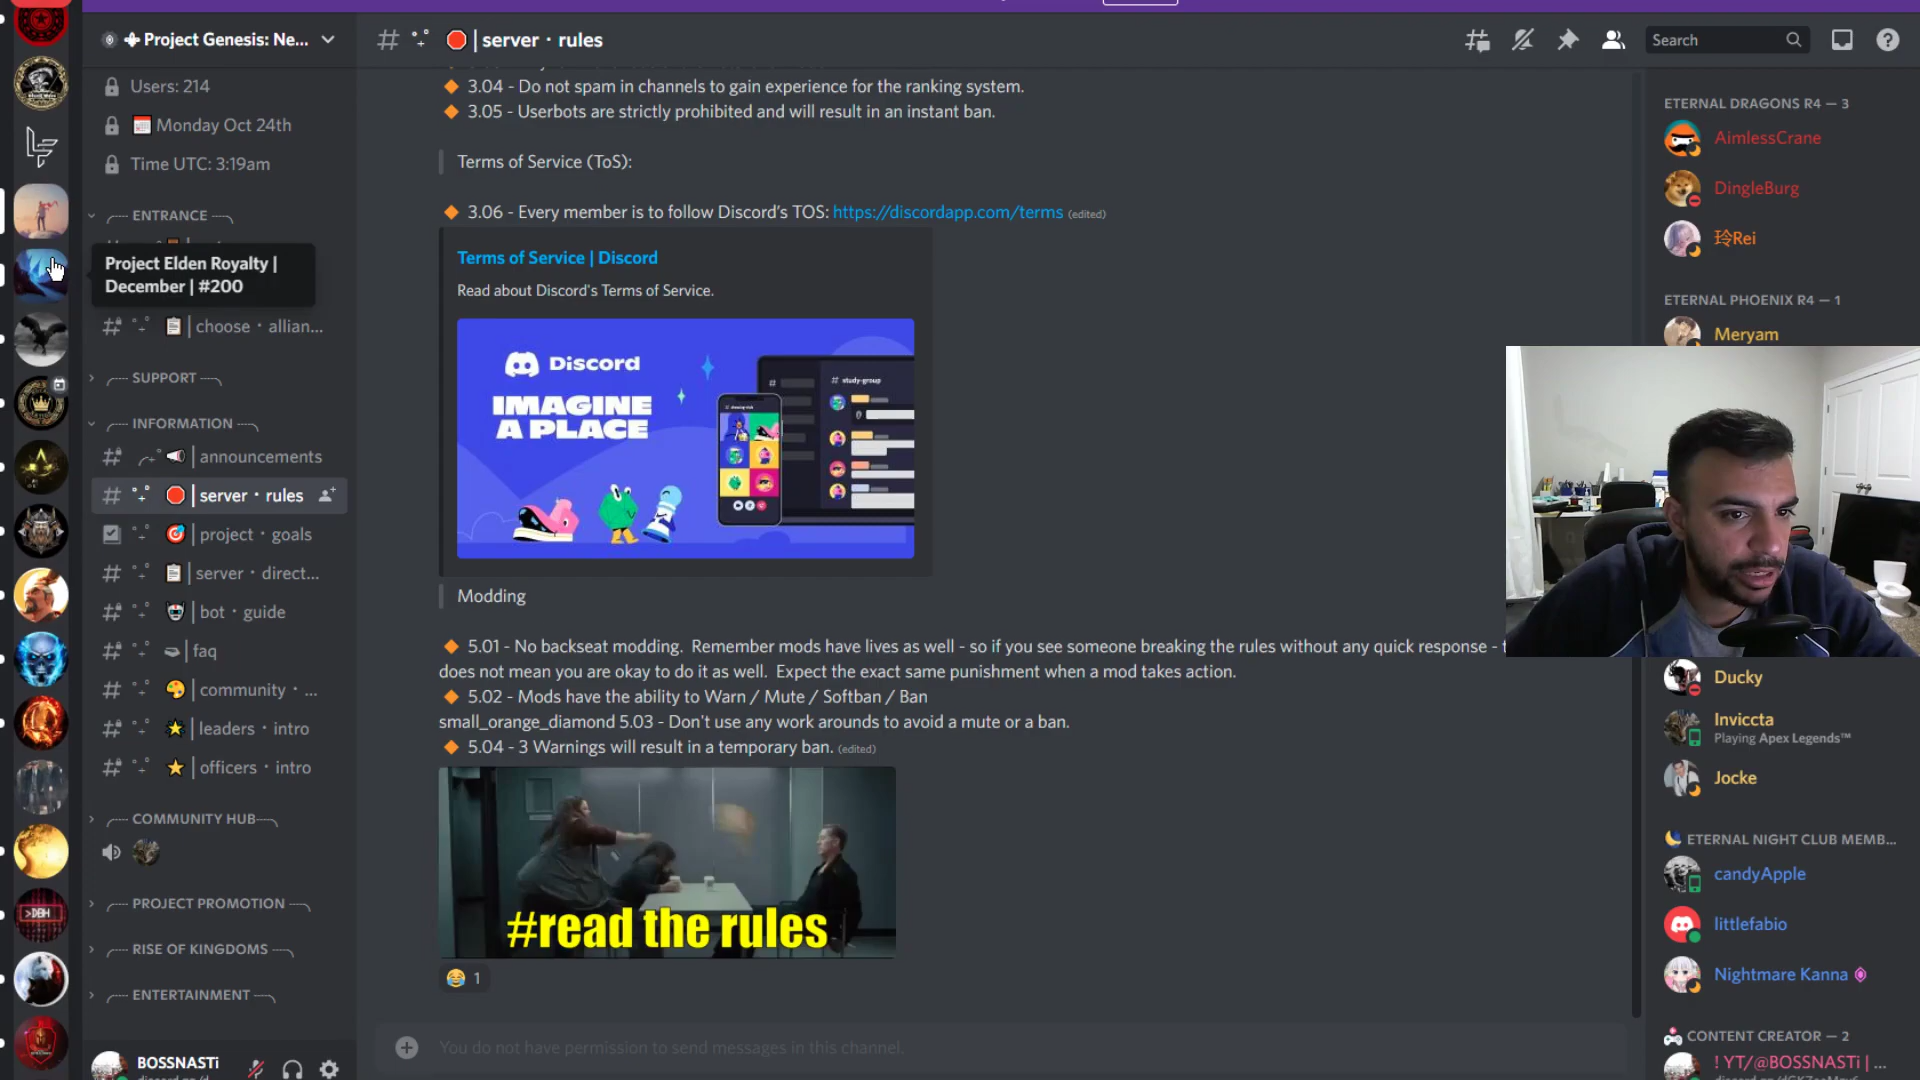 Project Genesis: Ne...
Users: 214
Monday Oct 24th
Time UTC: 3:19am
ENTRANCE
Project Elden Royalty |
December | #200
choose・allian...
SUPPORT
INFORMATION
announcements
server・rules
project・goals
server・direct...
bot・guide
faq
community・...
leaders・intro
officers・intro
COMMUNITY HUB
PROJECT PROMOTION
RISE OF KINGDOMS
ENTERTAINMENT
BOSSNASTi
>DBH
| server・rules
Search
3.04 - Do not spam in channels to gain experience for the ranking system.
3.05 - Userbots are strictly prohibited and will result in an instant ban.
Terms of Service (ToS):
3.06 - Every member is to follow Discord's TOS: https://discordapp.com/terms (edited)
Terms of Service | Discord
Read about Discord's Terms of Service.
Discord
IMAGINE
A PLACE
# study-group
Modding
5.01 - No backseat modding. Remember mods have lives as well - so if you see someone breaking the rules without any quick response -
does not mean you are okay to do it as well. Expect the exact same punishment when a mod takes action.
5.02 - Mods have the ability to Warn / Mute / Softban / Ban
small_orange_diamond 5.03 - Don't use any work arounds to avoid a mute or a ban.
5.04 - 3 Warnings will result in a temporary ban. (edited)
#read the rules
1
You do not have permission to send messages in this channel.
ETERNAL DRAGONS R4 — 3
AimlessCrane
DingleBurg
玲Rei
ETERNAL PHOENIX R4 — 1
Meryam
Ducky
Inviccta
Playing Apex Legends™
Jocke
ETERNAL NIGHT CLUB MEMB...
candyApple
littlefabio
Nightmare Kanna
CONTENT CREATOR — 2
! YT/@BOSSNASTi | ...